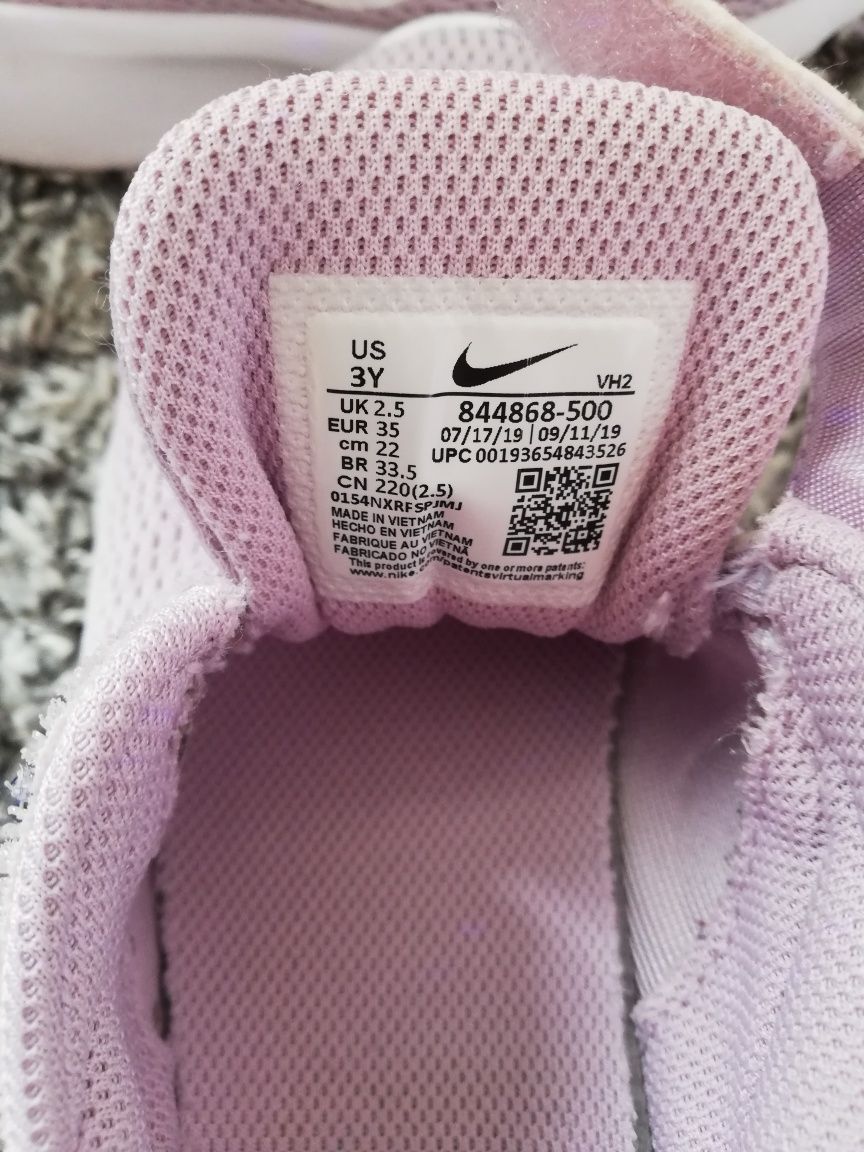 US
3Y
VH2
UK 2.5
EUR 35
cm 22
BR 33.5
CN 220(2.5)
844868-500
07/17/19 | 09/11/19
UPC 00193654843526
0154NXRFSPJMJ
MADE IN VIETNAM
HECHO EN VIETNAM
FABRIQUE AU VIETNAM
FABRICADO NO VIETNÃ
This product is covered by one or more patents:
www.nike.com/patentsvirtualmarking